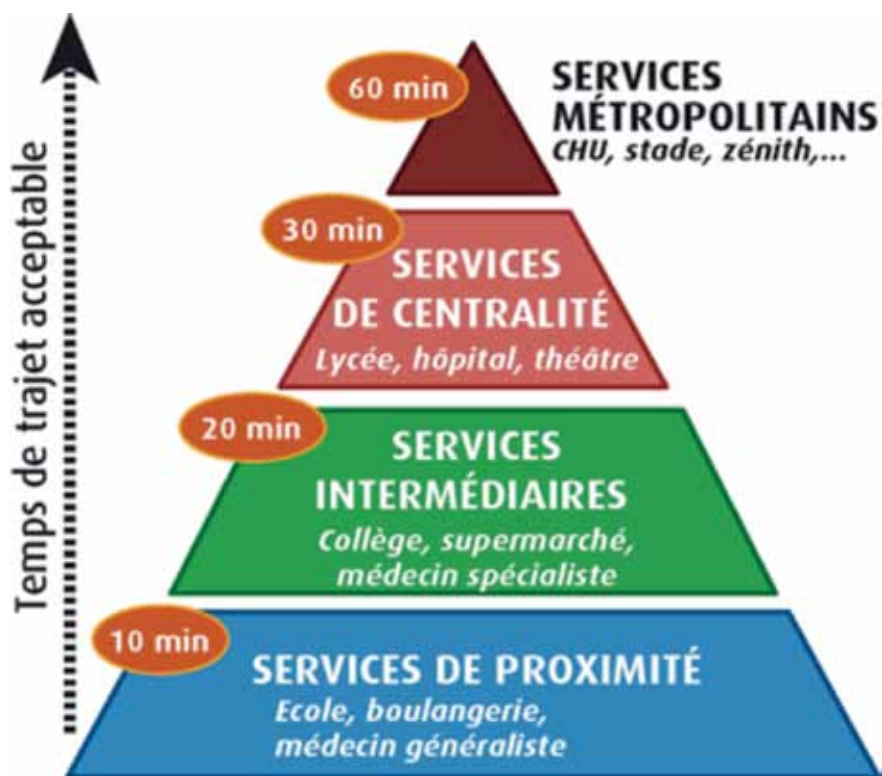 Temps de trajet acceptable
60 min
SERVICES
MÉTROPOLITAINS
CHU, stade, zénith,...
30 min
SERVICES
DE CENTRALITÉ
Lycée, hôpital, théâtre
20 min
SERVICES
INTERMÉDIAIRES
Collège, supermarché,
médecin spécialiste
10 min
SERVICES DE PROXIMITÉ
Ecole, boulangerie,
médecin généraliste